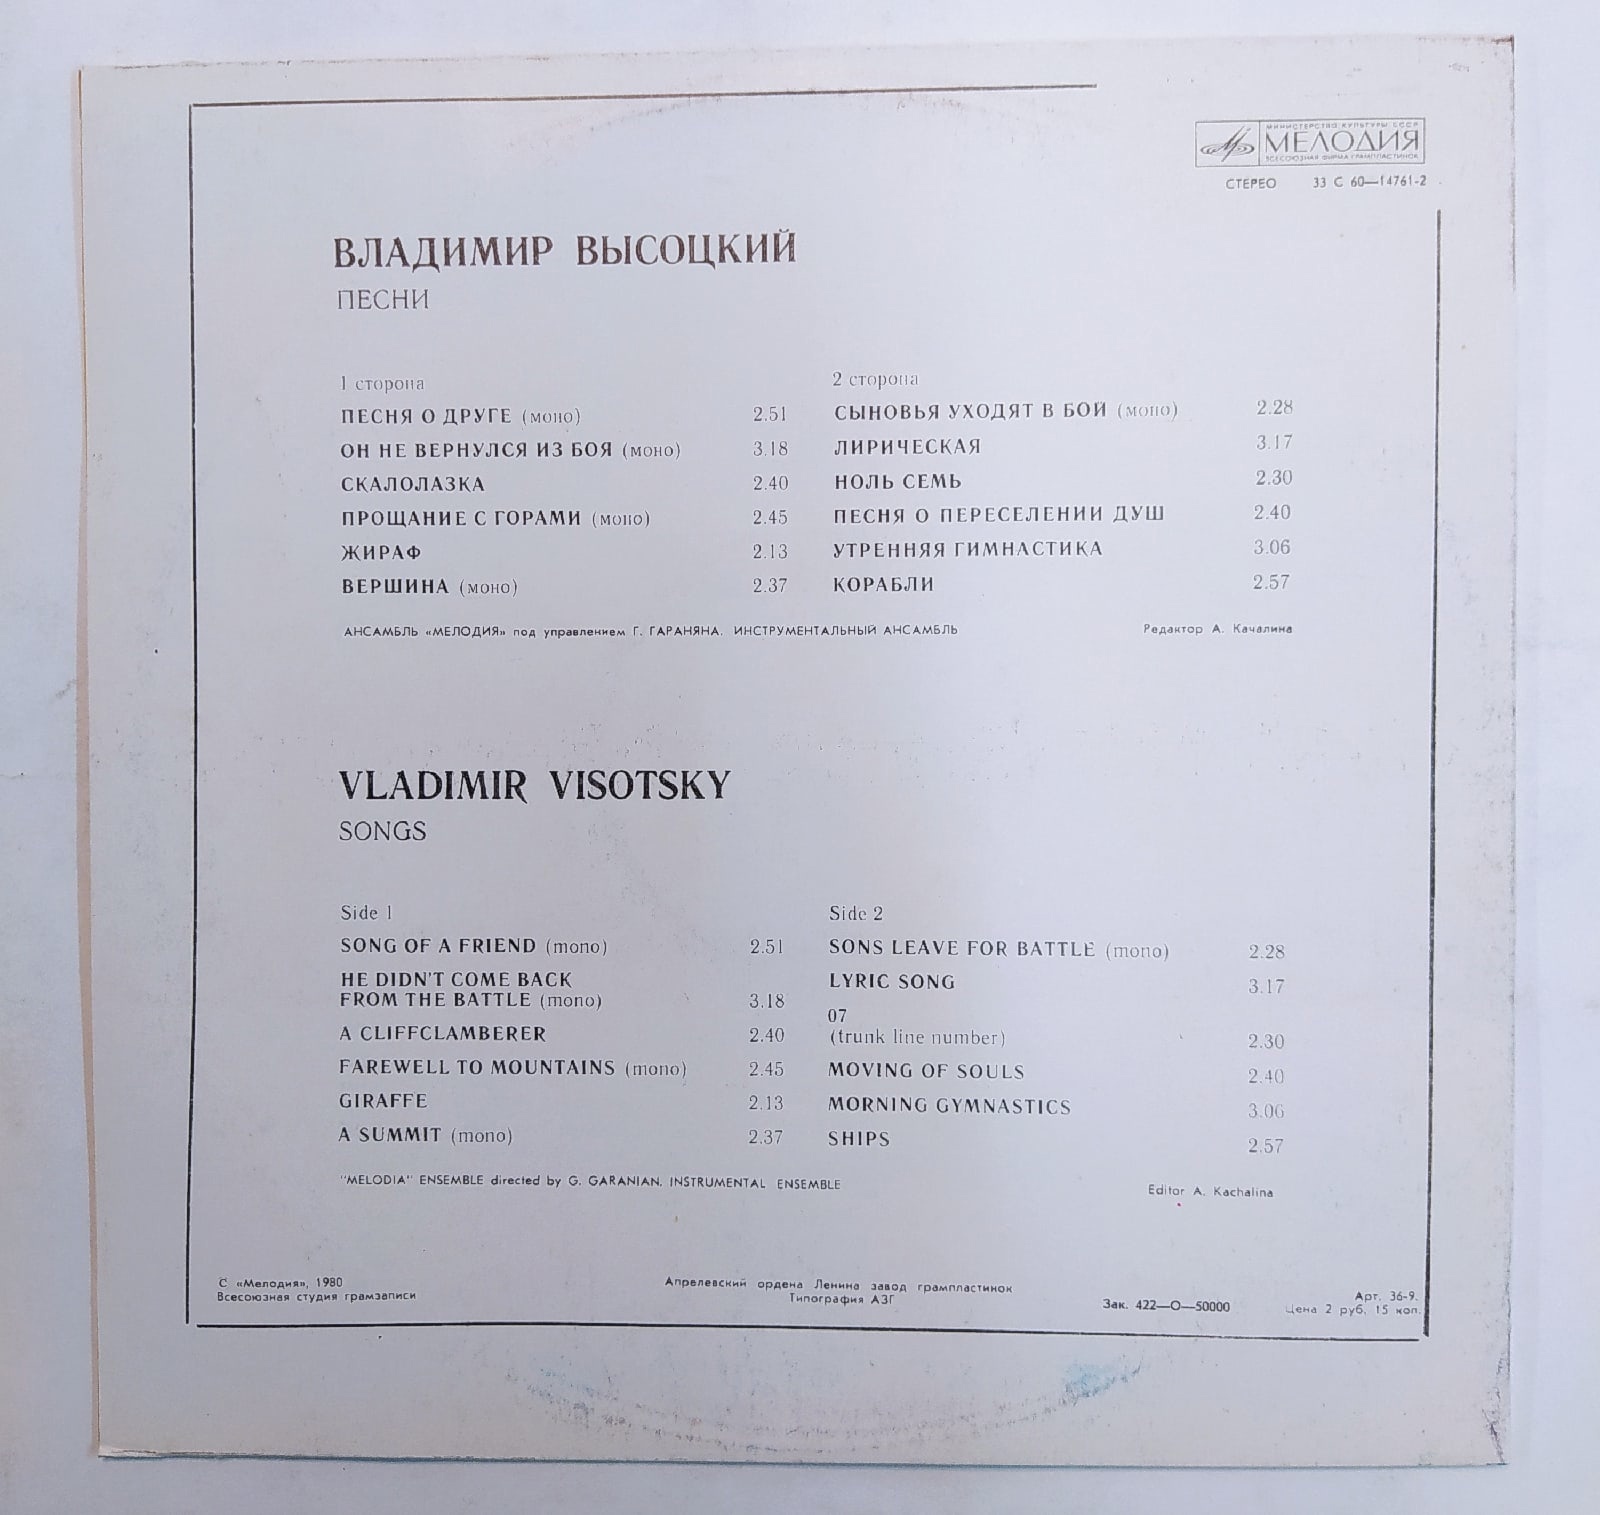 МИНИСТЕРСТВО КУЛЬТУРЫ СССР
МЕЛОДИЯ
ВСЕСОЮЗНАЯ ФИРМА ГРАМПЛАСТИНОК
СТЕРЕО 33 С 60—14761-2
ВЛАДИМИР ВЫСОЦКИЙ
ПЕСНИ
1 сторона
ПЕСНЯ О ДРУГЕ (моно) 2.51
ОН НЕ ВЕРНУЛСЯ ИЗ БОЯ (моно) 3.18
СКАЛОЛАЗКА 2.40
ПРОЩАНИЕ С ГОРАМИ (моно) 2.45
ЖИРАФ 2.13
ВЕРШИНА (моно) 2.37
2 сторона
СЫНОВЬЯ УХОДЯТ В БОЙ (моно) 2.28
ЛИРИЧЕСКАЯ 3.17
НОЛЬ СЕМЬ 2.30
ПЕСНЯ О ПЕРЕСЕЛЕНИИ ДУШ 2.40
УТРЕННЯЯ ГИМНАСТИКА 3.06
КОРАБЛИ 2.57
АНСАМБЛЬ «МЕЛОДИЯ» под управлением Г. ГАРАНЯНА. ИНСТРУМЕНТАЛЬНЫЙ АНСАМБЛЬ
Редактор А. Качалина
VLADIMIR VISOTSKY
SONGS
Side 1
SONG OF A FRIEND (mono) 2.51
HE DIDN'T COME BACK
FROM THE BATTLE (mono) 3.18
A CLIFFCLAMBERER 2.40
FAREWELL TO MOUNTAINS (mono) 2.45
GIRAFFE 2.13
A SUMMIT (mono) 2.37
Side 2
SONS LEAVE FOR BATTLE (mono) 2.28
LYRIC SONG 3.17
07
(trunk line number) 2.30
MOVING OF SOULS 2.40
MORNING GYMNASTICS 3.06
SHIPS 2.57
"MELODIA" ENSEMBLE directed by G. GARANIAN. INSTRUMENTAL ENSEMBLE
Editor A. Kachalina
С «Мелодия», 1980
Всесоюзная студия грамзаписи
Апрелевский ордена Ленина завод грампластинок
Типография АЗГ
Зак. 422—О—50000
Арт. 36-9.
Цена 2 руб. 15 коп.